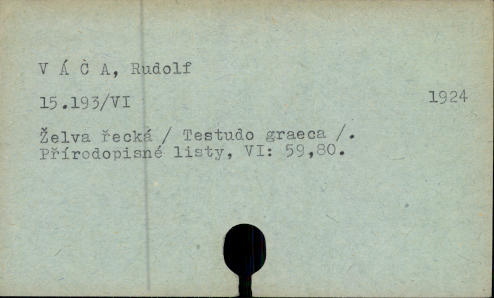 V Á Č A, Rudolf
15.193/VI 1924
Želva řecká / Testudo graeca /.
Přírodopisné listy, VI: 59,80.